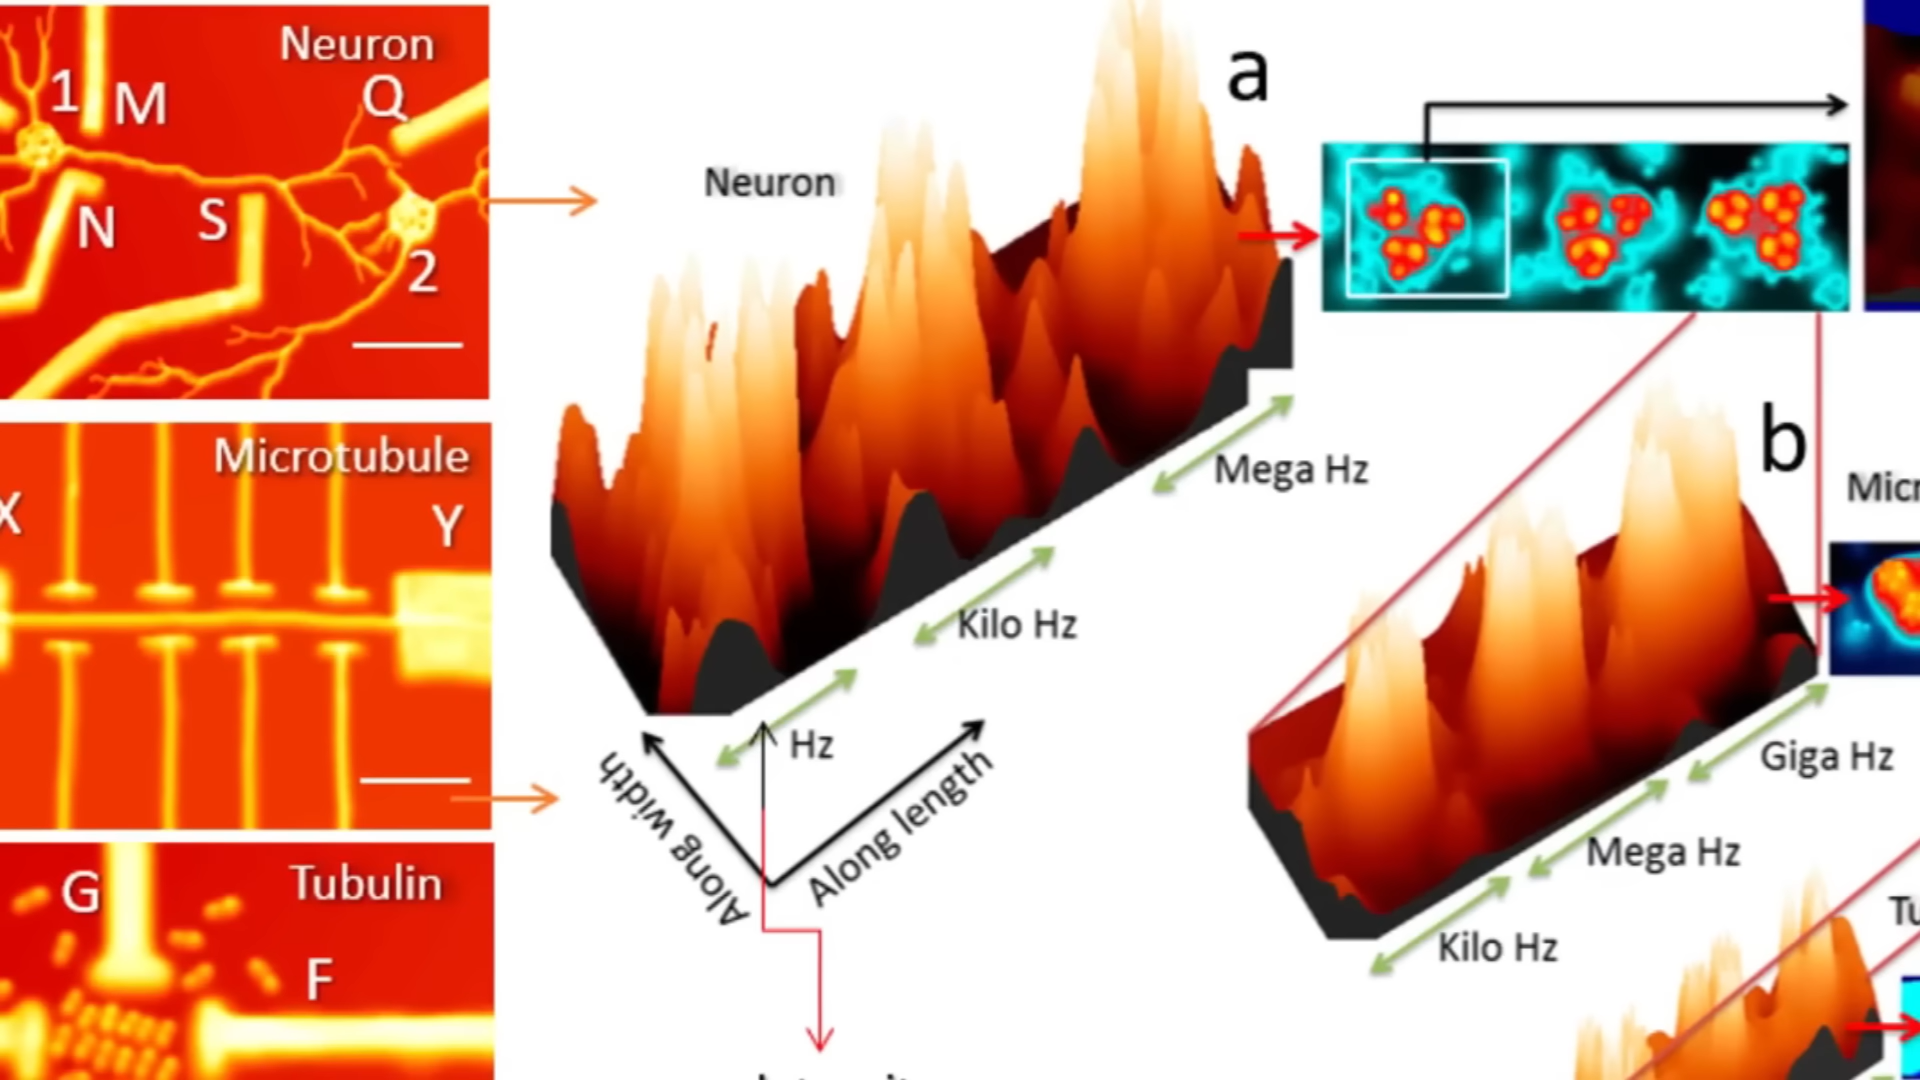 Neuron
1
M
Q
N
S
2
Microtubule
X
Y
G
Tubulin
F
Neuron
a
Mega Hz
Kilo Hz
Hz
Along width
Along length
b
Giga Hz
Mega Hz
Kilo Hz